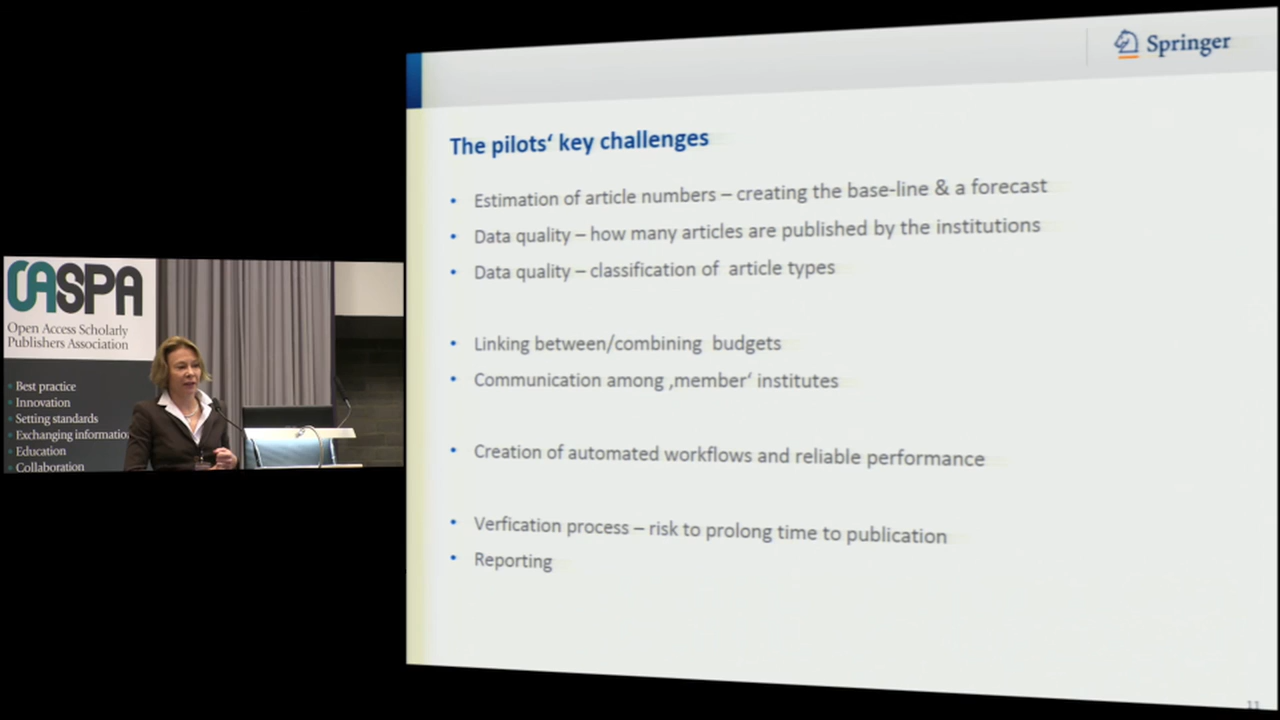 OASPA
Open Access Scholarly
Publishers Association
• Best practice
• Innovation
• Setting standards
• Exchanging information
• Education
• Collaboration
Springer
The pilots‘ key challenges
• Estimation of article numbers – creating the base-line & a forecast
• Data quality – how many articles are published by the institutions
• Data quality – classification of article types
• Linking between/combining budgets
• Communication among ‚member‘ institutes
• Creation of automated workflows and reliable performance
• Verfication process – risk to prolong time to publication
• Reporting
11